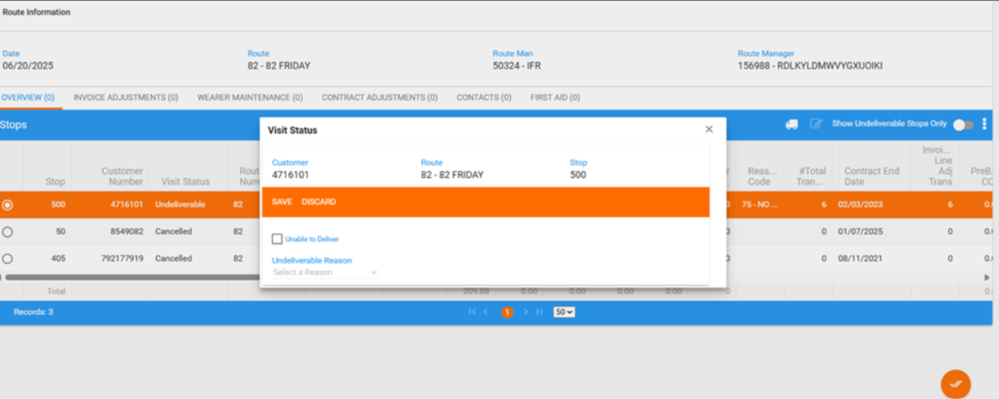 Route Information
Date Route Route Man Route Manager
06/20/2025 82 - 82 FRIDAY 50324 - IFR 156988 - RDLKYLDMWVYGXUOIKI
OVERVIEW (0) INVOICE ADJUSTMENTS (0) WEARER MAINTENANCE (0) CONTRACT ADJUSTMENTS (0) CONTACTS (0) FIRST AID (0)
Stops Show Undeliverable Stops Only
Visit Status
Customer Route Stop
4716101 82 - 82 FRIDAY 500
SAVE DISCARD
Unable to Deliver
Undeliverable Reason
Select a Reason
Invoi...
Customer Rout Reas... #Total Contract End Line PreB.
Stop Number Visit Status Num Code Tran... Date Adj CC
Trans
500 4716101 Undeliverable 82 75 - NO ... 6 02/03/2023 6 0.
50 8549082 Cancelled 82 0 01/07/2025 0 0.
405 792177919 Cancelled 82 0 08/11/2021 0 0.
Total 209.88 0.00 0.00 0.00 0.00 0 0.
Records: 3 1 50